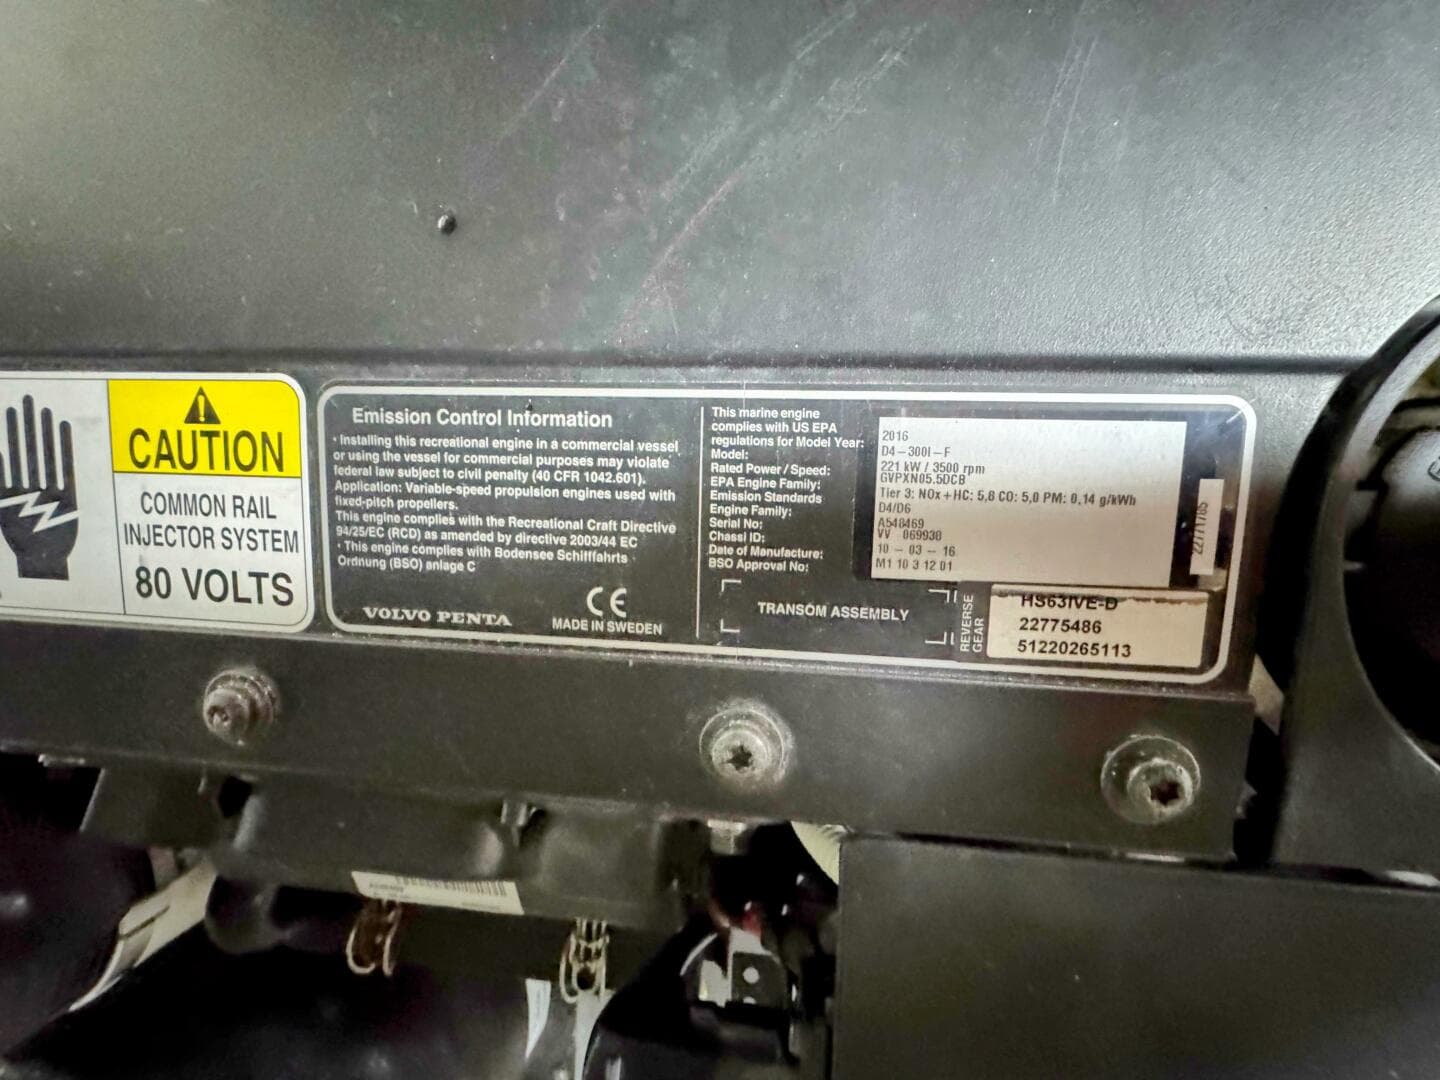 CAUTION
COMMON RAIL
INJECTOR SYSTEM
80 VOLTS
Emission Control Information
· Installing this recreational engine in a commercial vessel
or using the vessel for commercial purposes may violate
federal law subject to civil penalty (40 CFR 1042.601).
Application: Variable-speed propulsion engines used with
fixed-pitch propellers.
This engine complies with the Recreational Craft Directive
94/25/EC (RCD) as amended by directive 2003/44 EC
· This engine complies with Bodensee Schifffahrts
Ordnung (BSO) anlage C
VOLVO PENTA
CE
MADE IN SWEDEN
This marine engine
complies with US EPA
regulations for Model Year: 2016
Model: D4-300I-F
Rated Power / Speed: 221 kW / 3500 rpm
EPA Engine Family: GVPXN05.5DCB
Emission Standards Tier 3: NOx+HC: 5,8 CO: 5,0 PM: 0,14 g/kWh
Engine Family: D4/D6
Serial No: A548469
Chassi ID: VV 069930
Date of Manufacture: 10-03-16
BSO Approval No: M1 10 3 12 01
22771785
TRANSOM ASSEMBLY
REVERSE
GEAR
HS63IVE-D
22775486
51220265113